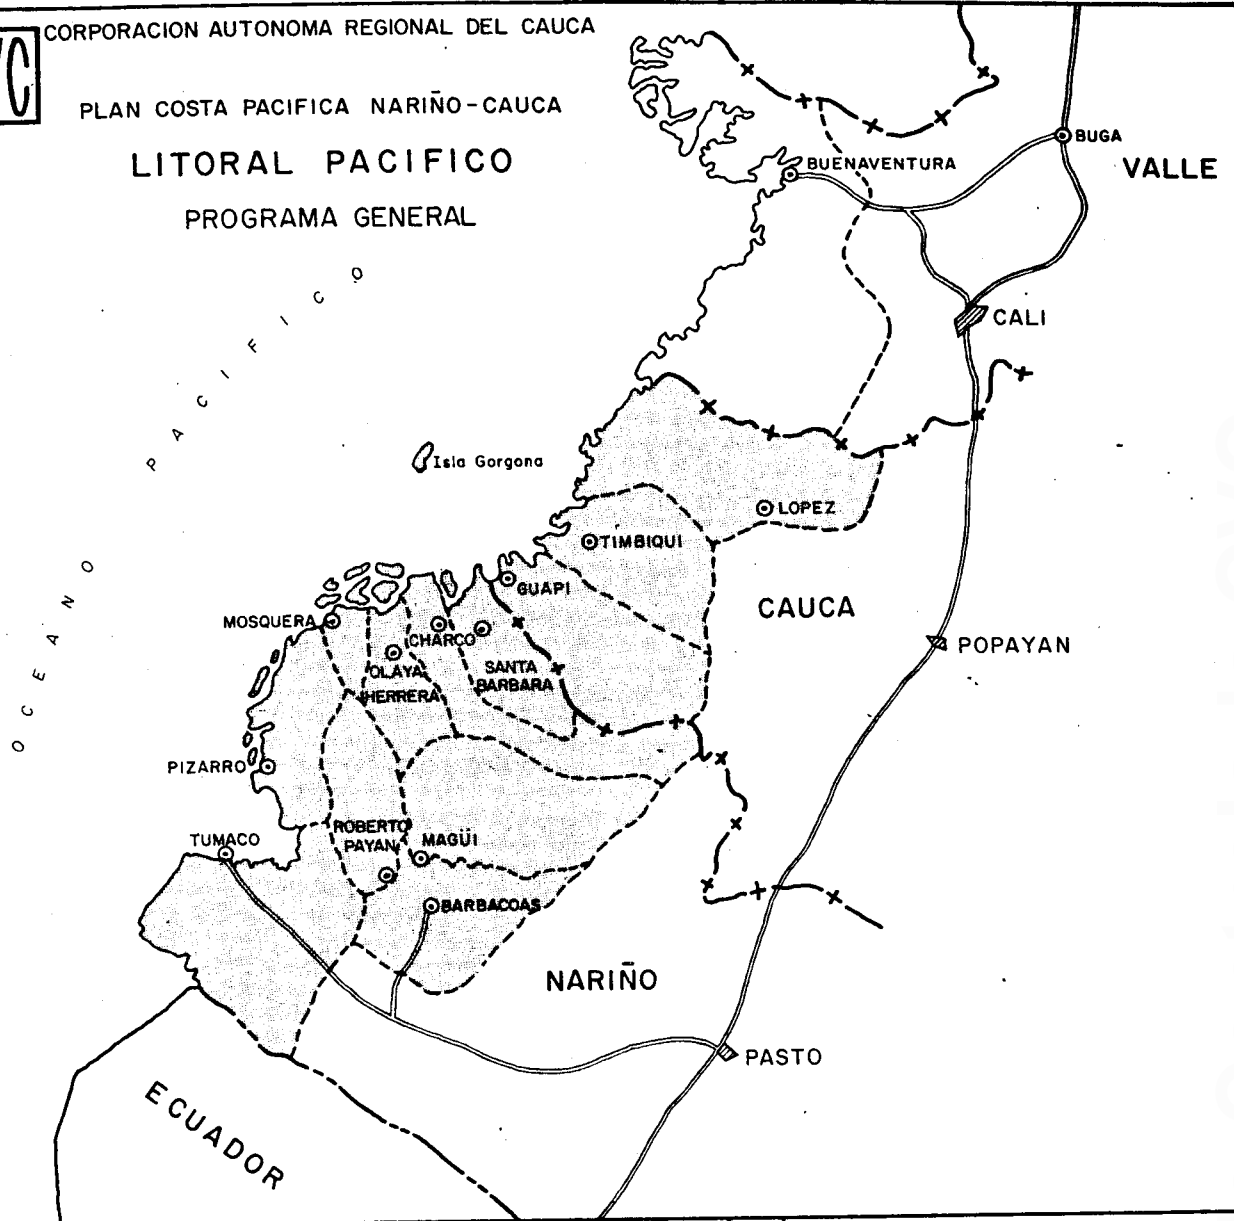 CORPORACION AUTONOMA REGIONAL DEL CAUCA
PLAN COSTA PACIFICA NARIÑO-CAUCA
LITORAL PACIFICO
PROGRAMA GENERAL
OCEANO PACIFICO
BUGA
VALLE
BUENAVENTURA
CALI
Isla Gorgona
LOPEZ
TIMBIQUI
GUAPI
CAUCA
MOSQUERA
CHARCO
POPAYAN
OLAYA
HERRERA
SANTA
BARBARA
PIZARRO
TUMACO
ROBERTO
PAYAN
MAGÜI
BARBACOAS
NARIÑO
PASTO
ECUADOR